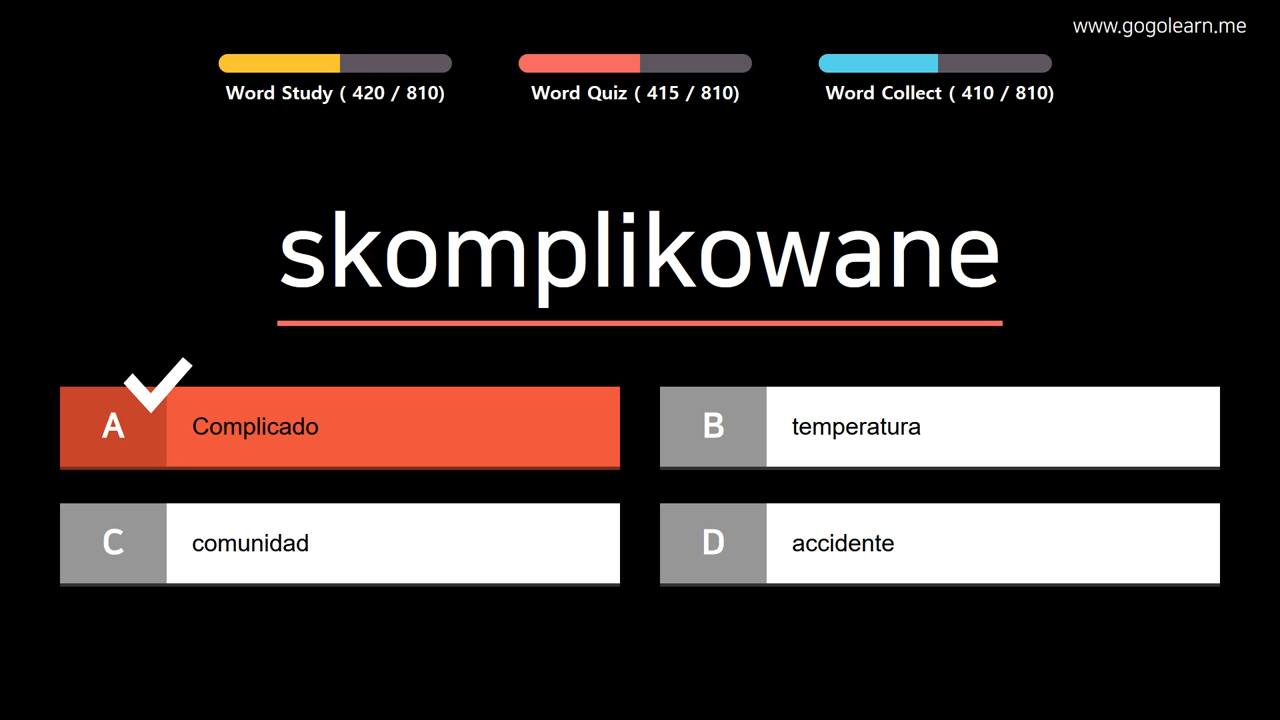 www.gogolearn.me
Word Study ( 420 / 810)
Word Quiz ( 415 / 810)
Word Collect ( 410 / 810)
skomplikowane
A Complicado
B temperatura
C comunidad
D accidente